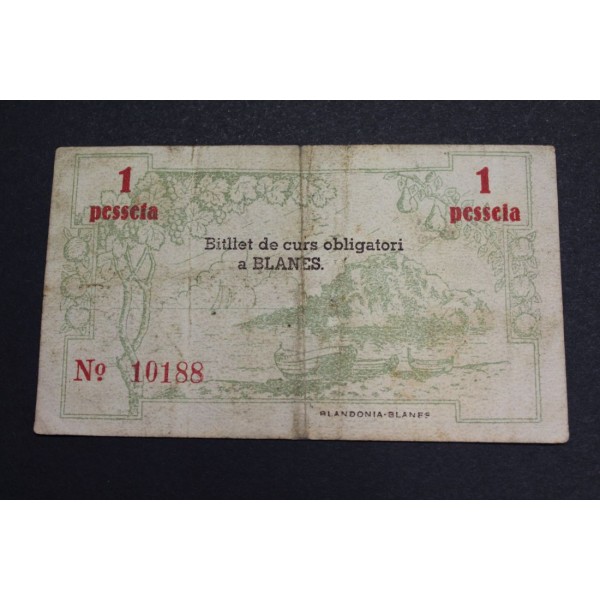 1
pesseta
1
pesseta
Bitllet de curs obligatori
a BLANES.
Nº 10188
BLANDONIA-BLANES